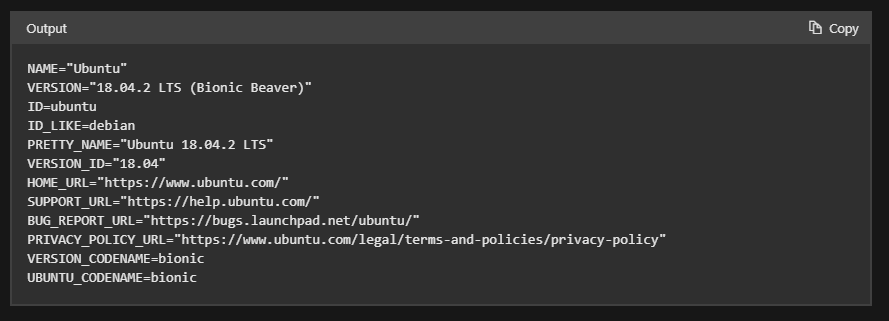 Output
Copy
NAME="Ubuntu"
VERSION="18.04.2 LTS (Bionic Beaver)"
ID=ubuntu
ID_LIKE=debian
PRETTY_NAME="Ubuntu 18.04.2 LTS"
VERSION_ID="18.04"
HOME_URL="https://www.ubuntu.com/"
SUPPORT_URL="https://help.ubuntu.com/"
BUG_REPORT_URL="https://bugs.launchpad.net/ubuntu/"
PRIVACY_POLICY_URL="https://www.ubuntu.com/legal/terms-and-policies/privacy-policy"
VERSION_CODENAME=bionic
UBUNTU_CODENAME=bionic